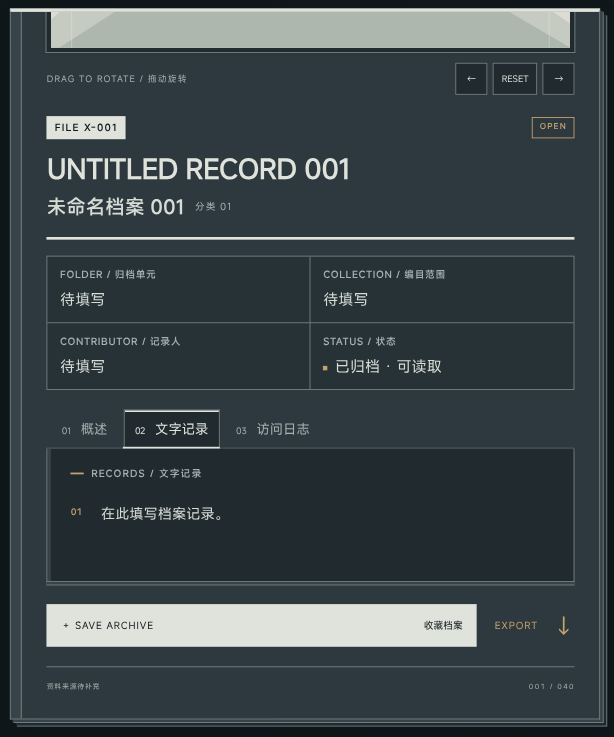 DRAG TO ROTATE / 拖动旋转
← RESET →
FILE X-001
OPEN
UNTITLED RECORD 001
未命名档案 001 分类 01
FOLDER / 归档单元
待填写
COLLECTION / 编目范围
待填写
CONTRIBUTOR / 记录人
待填写
STATUS / 状态
已归档 · 可读取
01 概述 02 文字记录 03 访问日志
RECORDS / 文字记录
01 在此填写档案记录。
+ SAVE ARCHIVE 收藏档案 EXPORT ↓
资料来源待补充 001 / 040